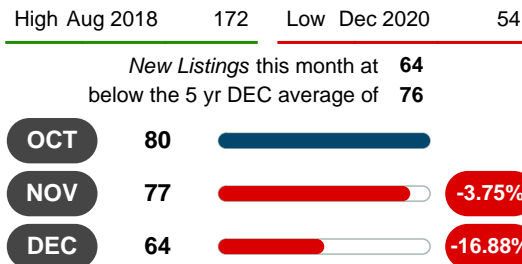 High Aug 2018 172 Low Dec 2020 54
New Listings this month at 64
below the 5 yr DEC average of 76
OCT 80
NOV 77 -3.75%
DEC 64 -16.88%